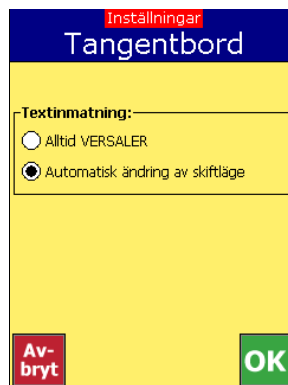 Inställningar
Tangentbord
Textinmatning:
Alltid VERSALER
Automatisk ändring av skiftläge
Av-
bryt
OK